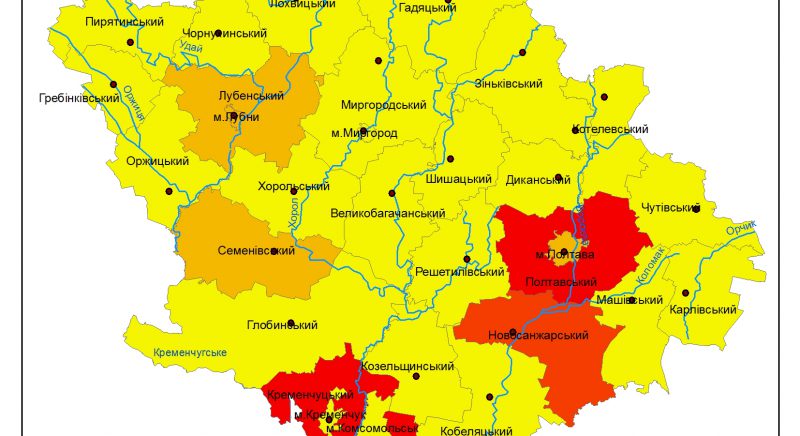 Лохвицький
Гадяцький
Пирятинський
Чорнухинський
Удай
Зіньківський
Гребінківський
Оржиця
Лубенський
м.Лубни
Миргородський
м.Миргород
Котелевський
Оржицький
Хорольський
Хорол
Шишацький
Диканський
Великобагачанський
Чутівський
Орчик
Семенівський
Решетилівський
м.Полтава
Полтавський
Коломак
Машівський
Карлівський
Глобинський
Новосанжарський
Кременчугське
Козельщинський
Кременчуцький
м.Кременчук
м.Комсомольськ
Кобеляцький